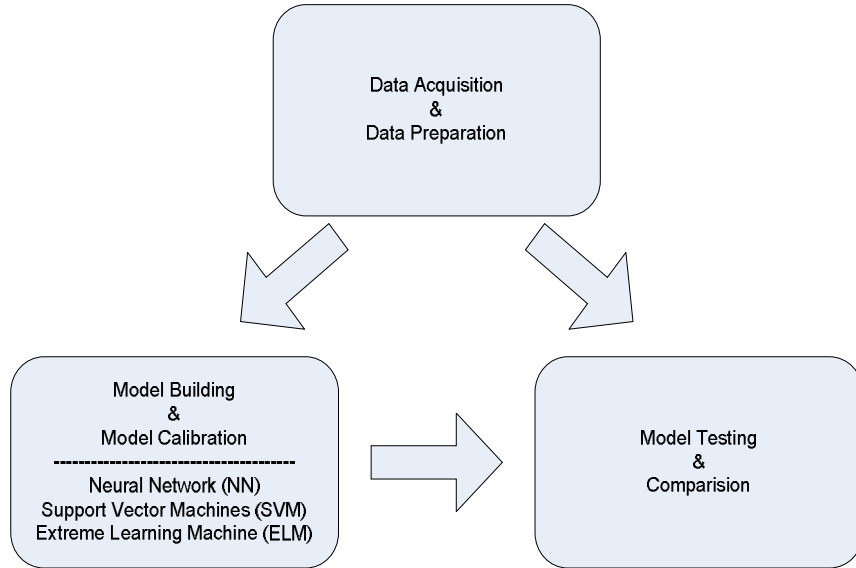 Data Acquisition
&
Data Preparation
Model Building
&
Model Calibration
---------------------------------------
Neural Network (NN)
Support Vector Machines (SVM)
Extreme Learning Machine (ELM)
Model Testing
&
Comparision